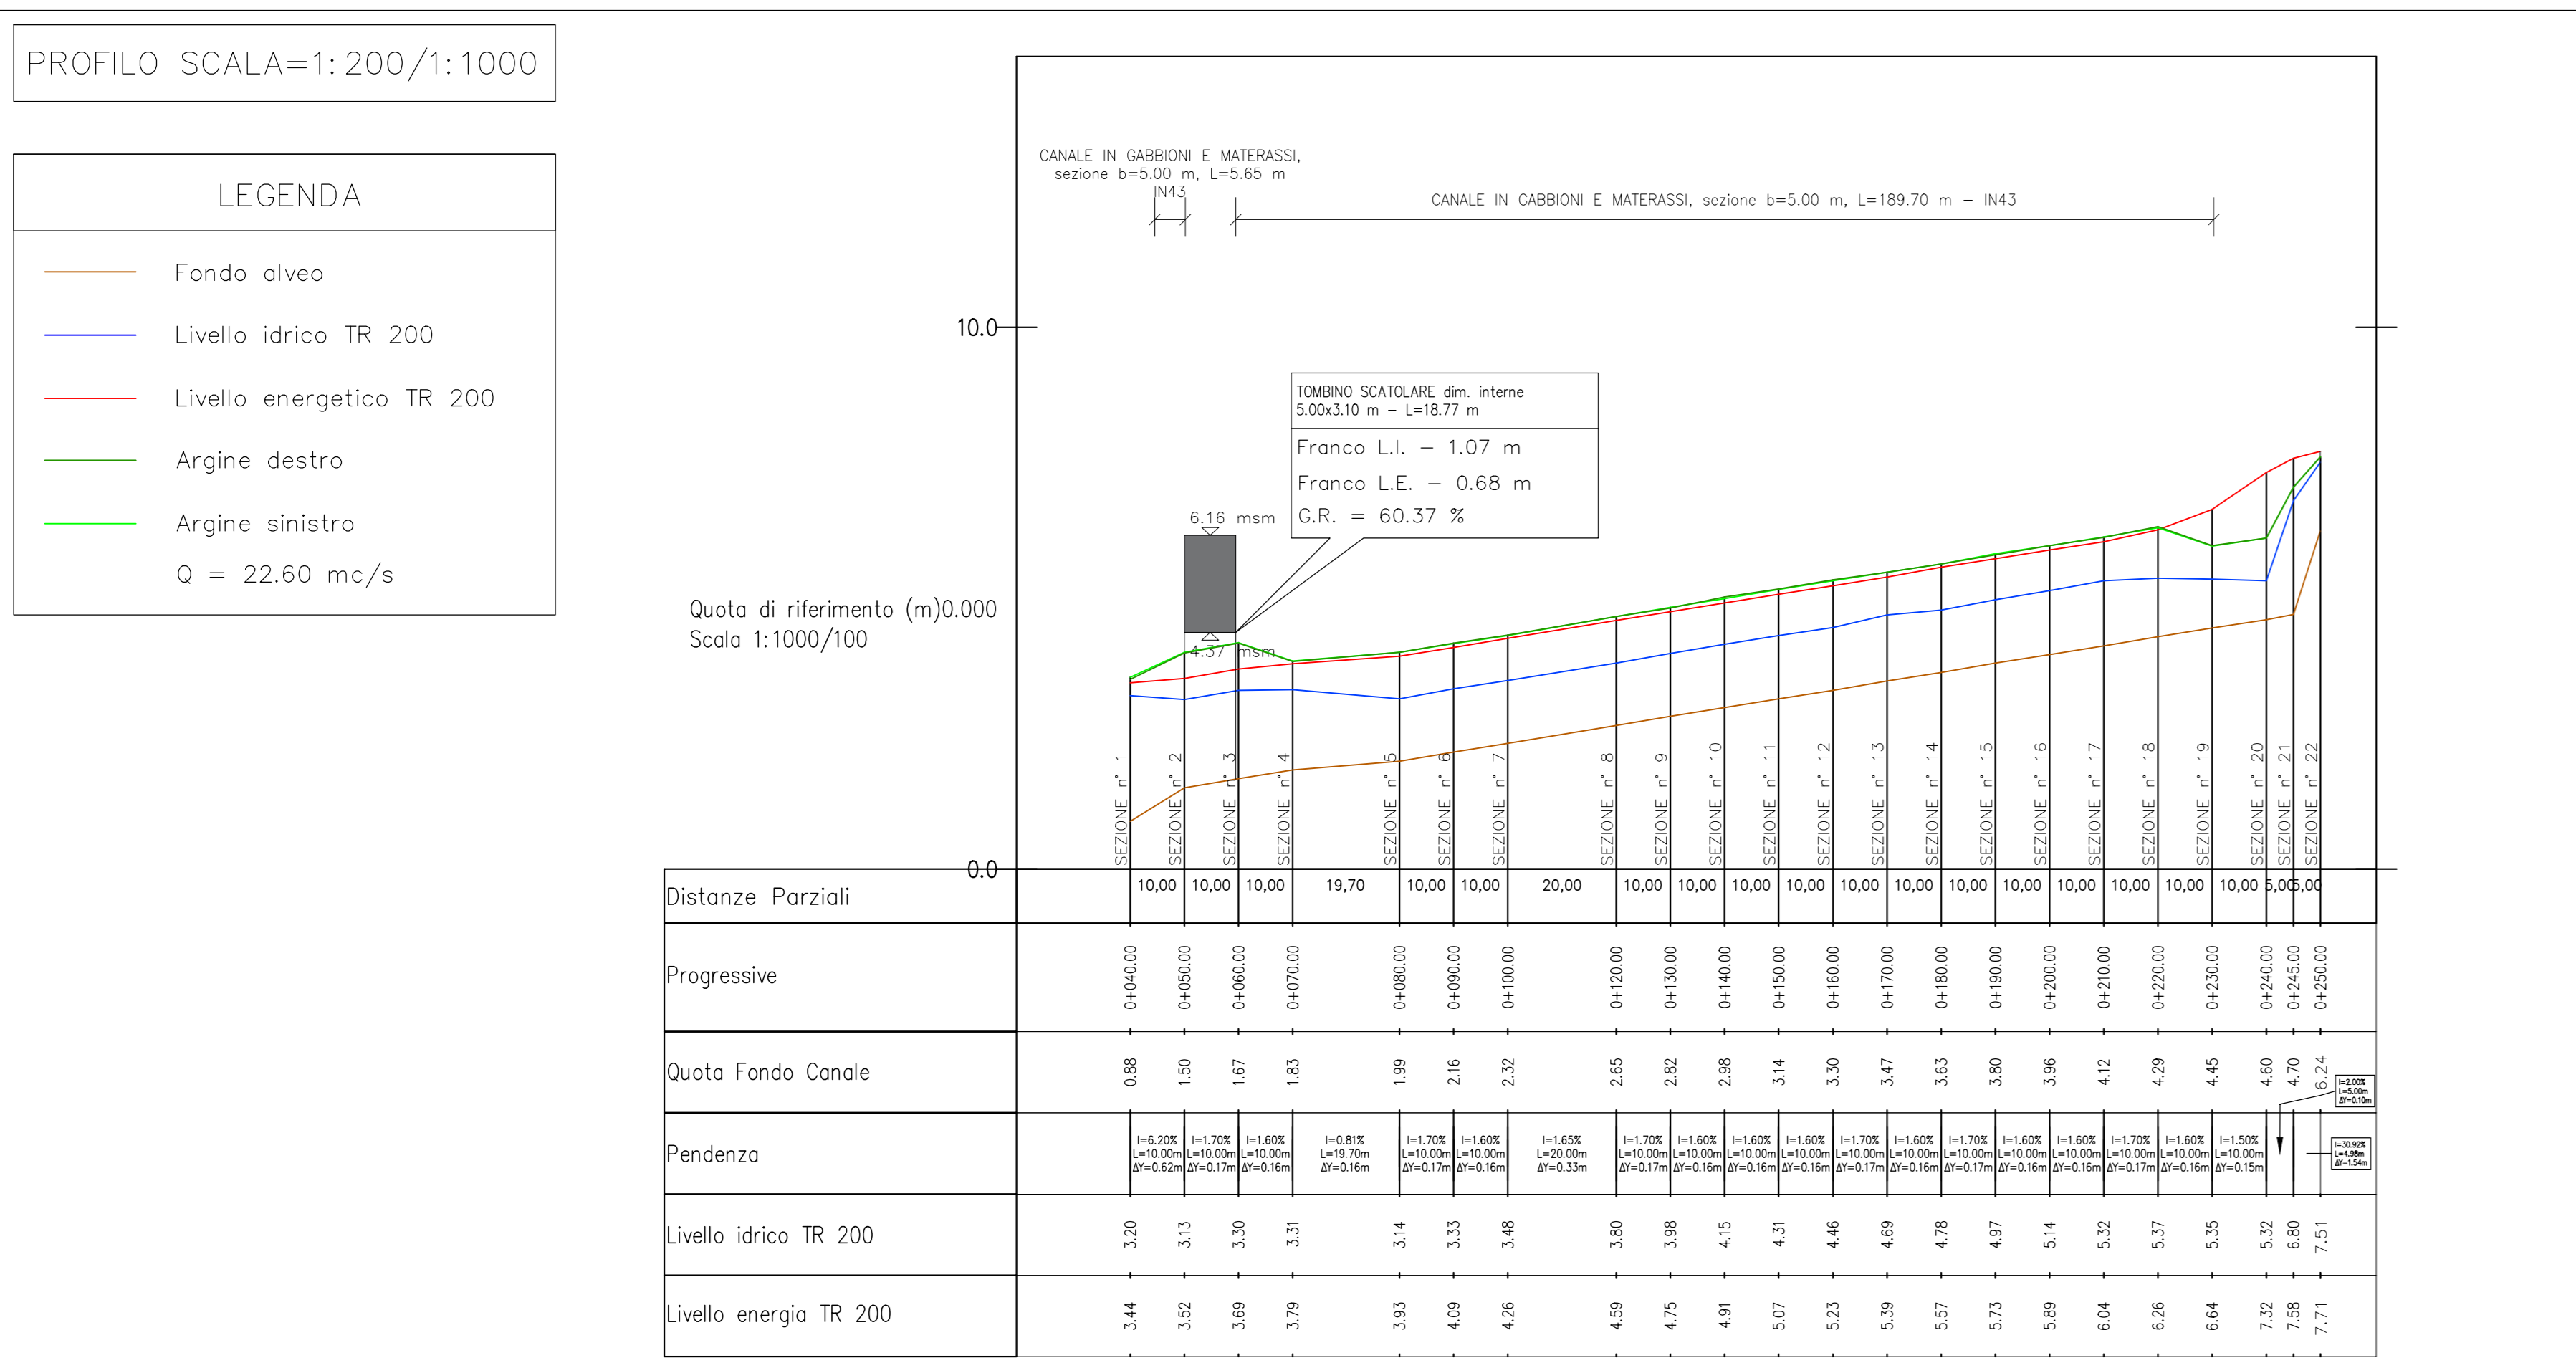 PROFILO SCALA=1:200/1:1000
LEGENDA
Fondo alveo
Livello idrico TR 200
Livello energetico TR 200
Argine destro
Argine sinistro
Q = 22.60 mc/s
CANALE IN GABBIONI E MATERASSI,
sezione b=5.00 m, L=5.65 m
IN43
CANALE IN GABBIONI E MATERASSI, sezione b=5.00 m, L=189.70 m - IN43
10.0
TOMBINO SCATOLARE dim. interne
5.00x3.10 m - L=18.77 m
Franco L.I. - 1.07 m
Franco L.E. - 0.68 m
G.R. = 60.37 %
6.16 msm
4.37 msm
Quota di riferimento (m)0.000
Scala 1:1000/100
0.0
SEZIONE n° 1
SEZIONE n° 2
SEZIONE n° 3
SEZIONE n° 4
SEZIONE n° 5
SEZIONE n° 6
SEZIONE n° 7
SEZIONE n° 8
SEZIONE n° 9
SEZIONE n° 10
SEZIONE n° 11
SEZIONE n° 12
SEZIONE n° 13
SEZIONE n° 14
SEZIONE n° 15
SEZIONE n° 16
SEZIONE n° 17
SEZIONE n° 18
SEZIONE n° 19
SEZIONE n° 20
SEZIONE n° 21
SEZIONE n° 22
Distanze Parziali 10,00 10,00 10,00 19,70 10,00 10,00 20,00 10,00 10,00 10,00 10,00 10,00 10,00 10,00 10,00 10,00 10,00 10,00 10,00 5,00 5,00
Progressive 0+040.00 0+050.00 0+060.00 0+070.00 0+080.00 0+090.00 0+100.00 0+120.00 0+130.00 0+140.00 0+150.00 0+160.00 0+170.00 0+180.00 0+190.00 0+200.00 0+210.00 0+220.00 0+230.00 0+240.00 0+245.00 0+250.00
Quota Fondo Canale 0.88 1.50 1.67 1.83 1.99 2.16 2.32 2.65 2.82 2.98 3.14 3.30 3.47 3.63 3.80 3.96 4.12 4.29 4.45 4.60 4.70 6.24
I=2.00%
L=5.00m
ΔY=0.10m
Pendenza
I=6.20% I=1.70% I=1.60% I=0.81% I=1.70% I=1.60% I=1.65% I=1.70% I=1.60% I=1.60% I=1.60% I=1.70% I=1.60% I=1.70% I=1.60% I=1.60% I=1.70% I=1.60% I=1.50%
L=10.00m L=10.00m L=10.00m L=19.70m L=10.00m L=10.00m L=20.00m L=10.00m L=10.00m L=10.00m L=10.00m L=10.00m L=10.00m L=10.00m L=10.00m L=10.00m L=10.00m L=10.00m L=10.00m
ΔY=0.62m ΔY=0.17m ΔY=0.16m ΔY=0.16m ΔY=0.17m ΔY=0.16m ΔY=0.33m ΔY=0.17m ΔY=0.16m ΔY=0.16m ΔY=0.16m ΔY=0.17m ΔY=0.16m ΔY=0.17m ΔY=0.16m ΔY=0.16m ΔY=0.17m ΔY=0.16m ΔY=0.15m
I=30.92%
L=4.98m
ΔY=1.54m
Livello idrico TR 200 3.20 3.13 3.30 3.31 3.14 3.33 3.48 3.80 3.98 4.15 4.31 4.46 4.69 4.78 4.97 5.14 5.32 5.37 5.35 5.32 6.80 7.51
Livello energia TR 200 3.44 3.52 3.69 3.79 3.93 4.09 4.26 4.59 4.75 4.91 5.07 5.23 5.39 5.57 5.73 5.89 6.04 6.26 6.64 7.32 7.58 7.71